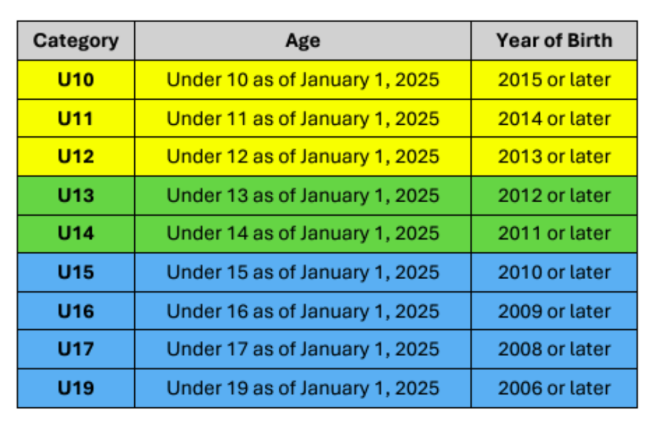 Category Age Year of Birth
U10 Under 10 as of January 1, 2025 2015 or later
U11 Under 11 as of January 1, 2025 2014 or later
U12 Under 12 as of January 1, 2025 2013 or later
U13 Under 13 as of January 1, 2025 2012 or later
U14 Under 14 as of January 1, 2025 2011 or later
U15 Under 15 as of January 1, 2025 2010 or later
U16 Under 16 as of January 1, 2025 2009 or later
U17 Under 17 as of January 1, 2025 2008 or later
U19 Under 19 as of January 1, 2025 2006 or later